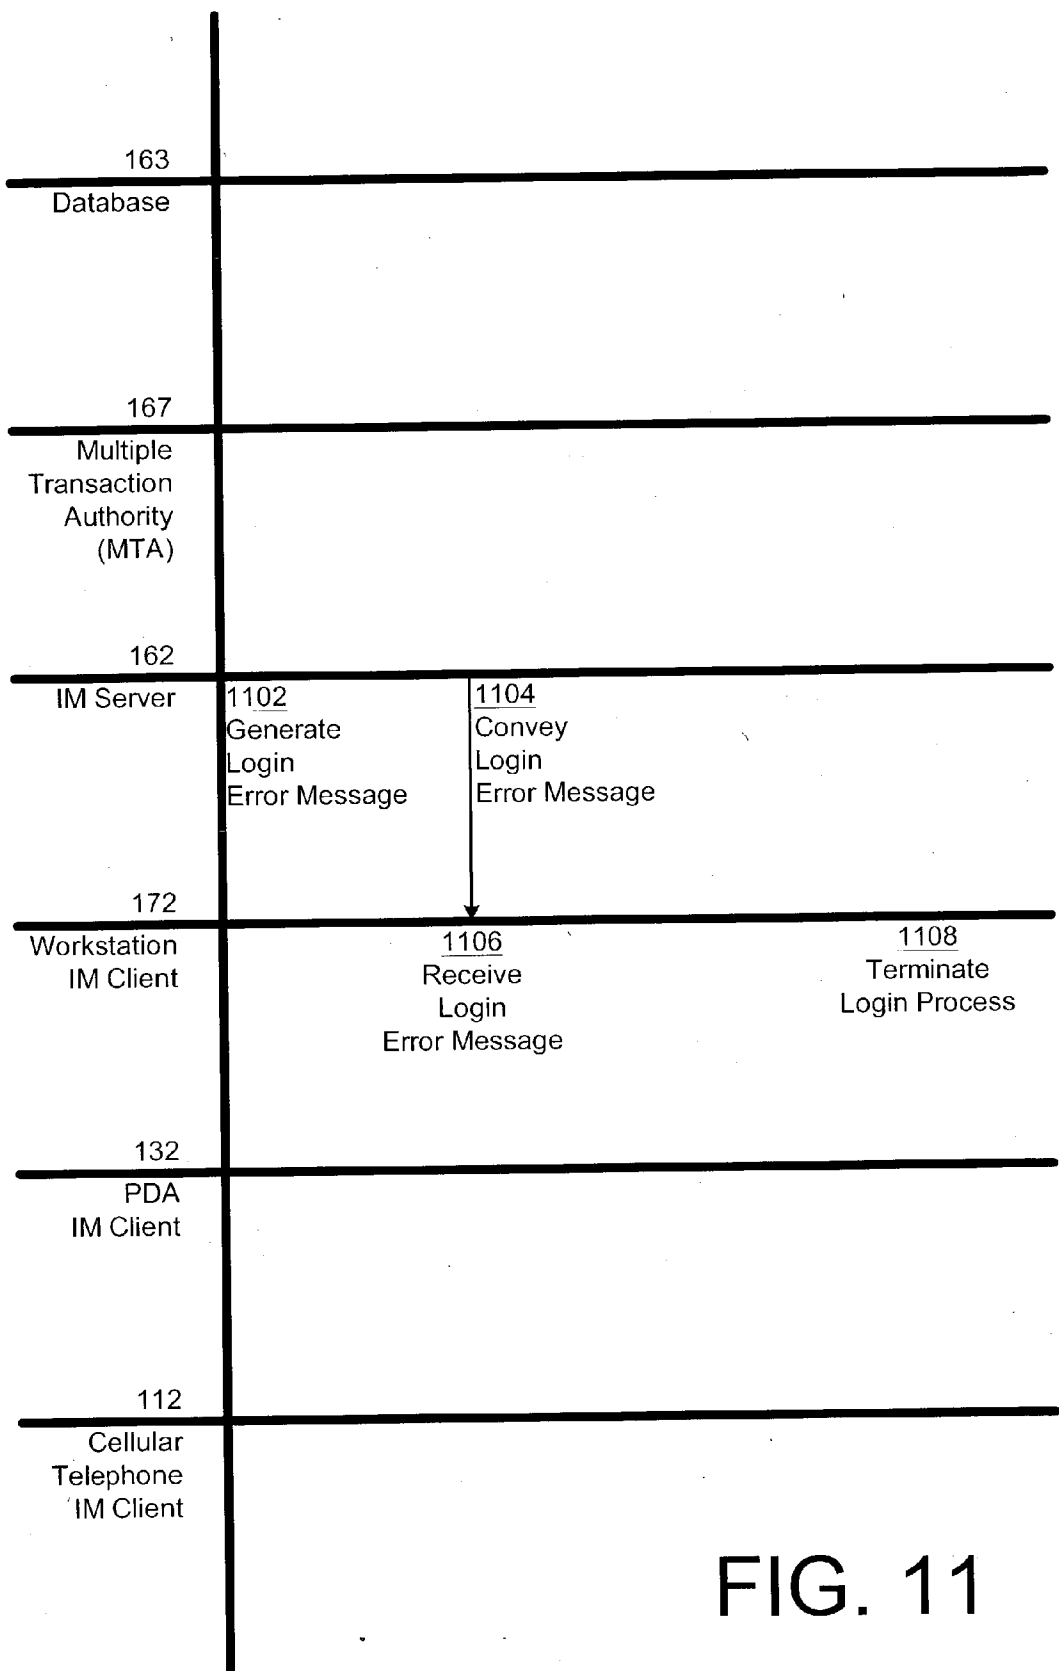 163
Database
167
Multiple
Transaction
Authority
(MTA)
162
IM Server
1102
Generate
Login
Error Message
1104
Convey
Login
Error Message
172
Workstation
IM Client
1106
Receive
Login
Error Message
1108
Terminate
Login Process
132
PDA
IM Client
112
Cellular
Telephone
IM Client
FIG. 11